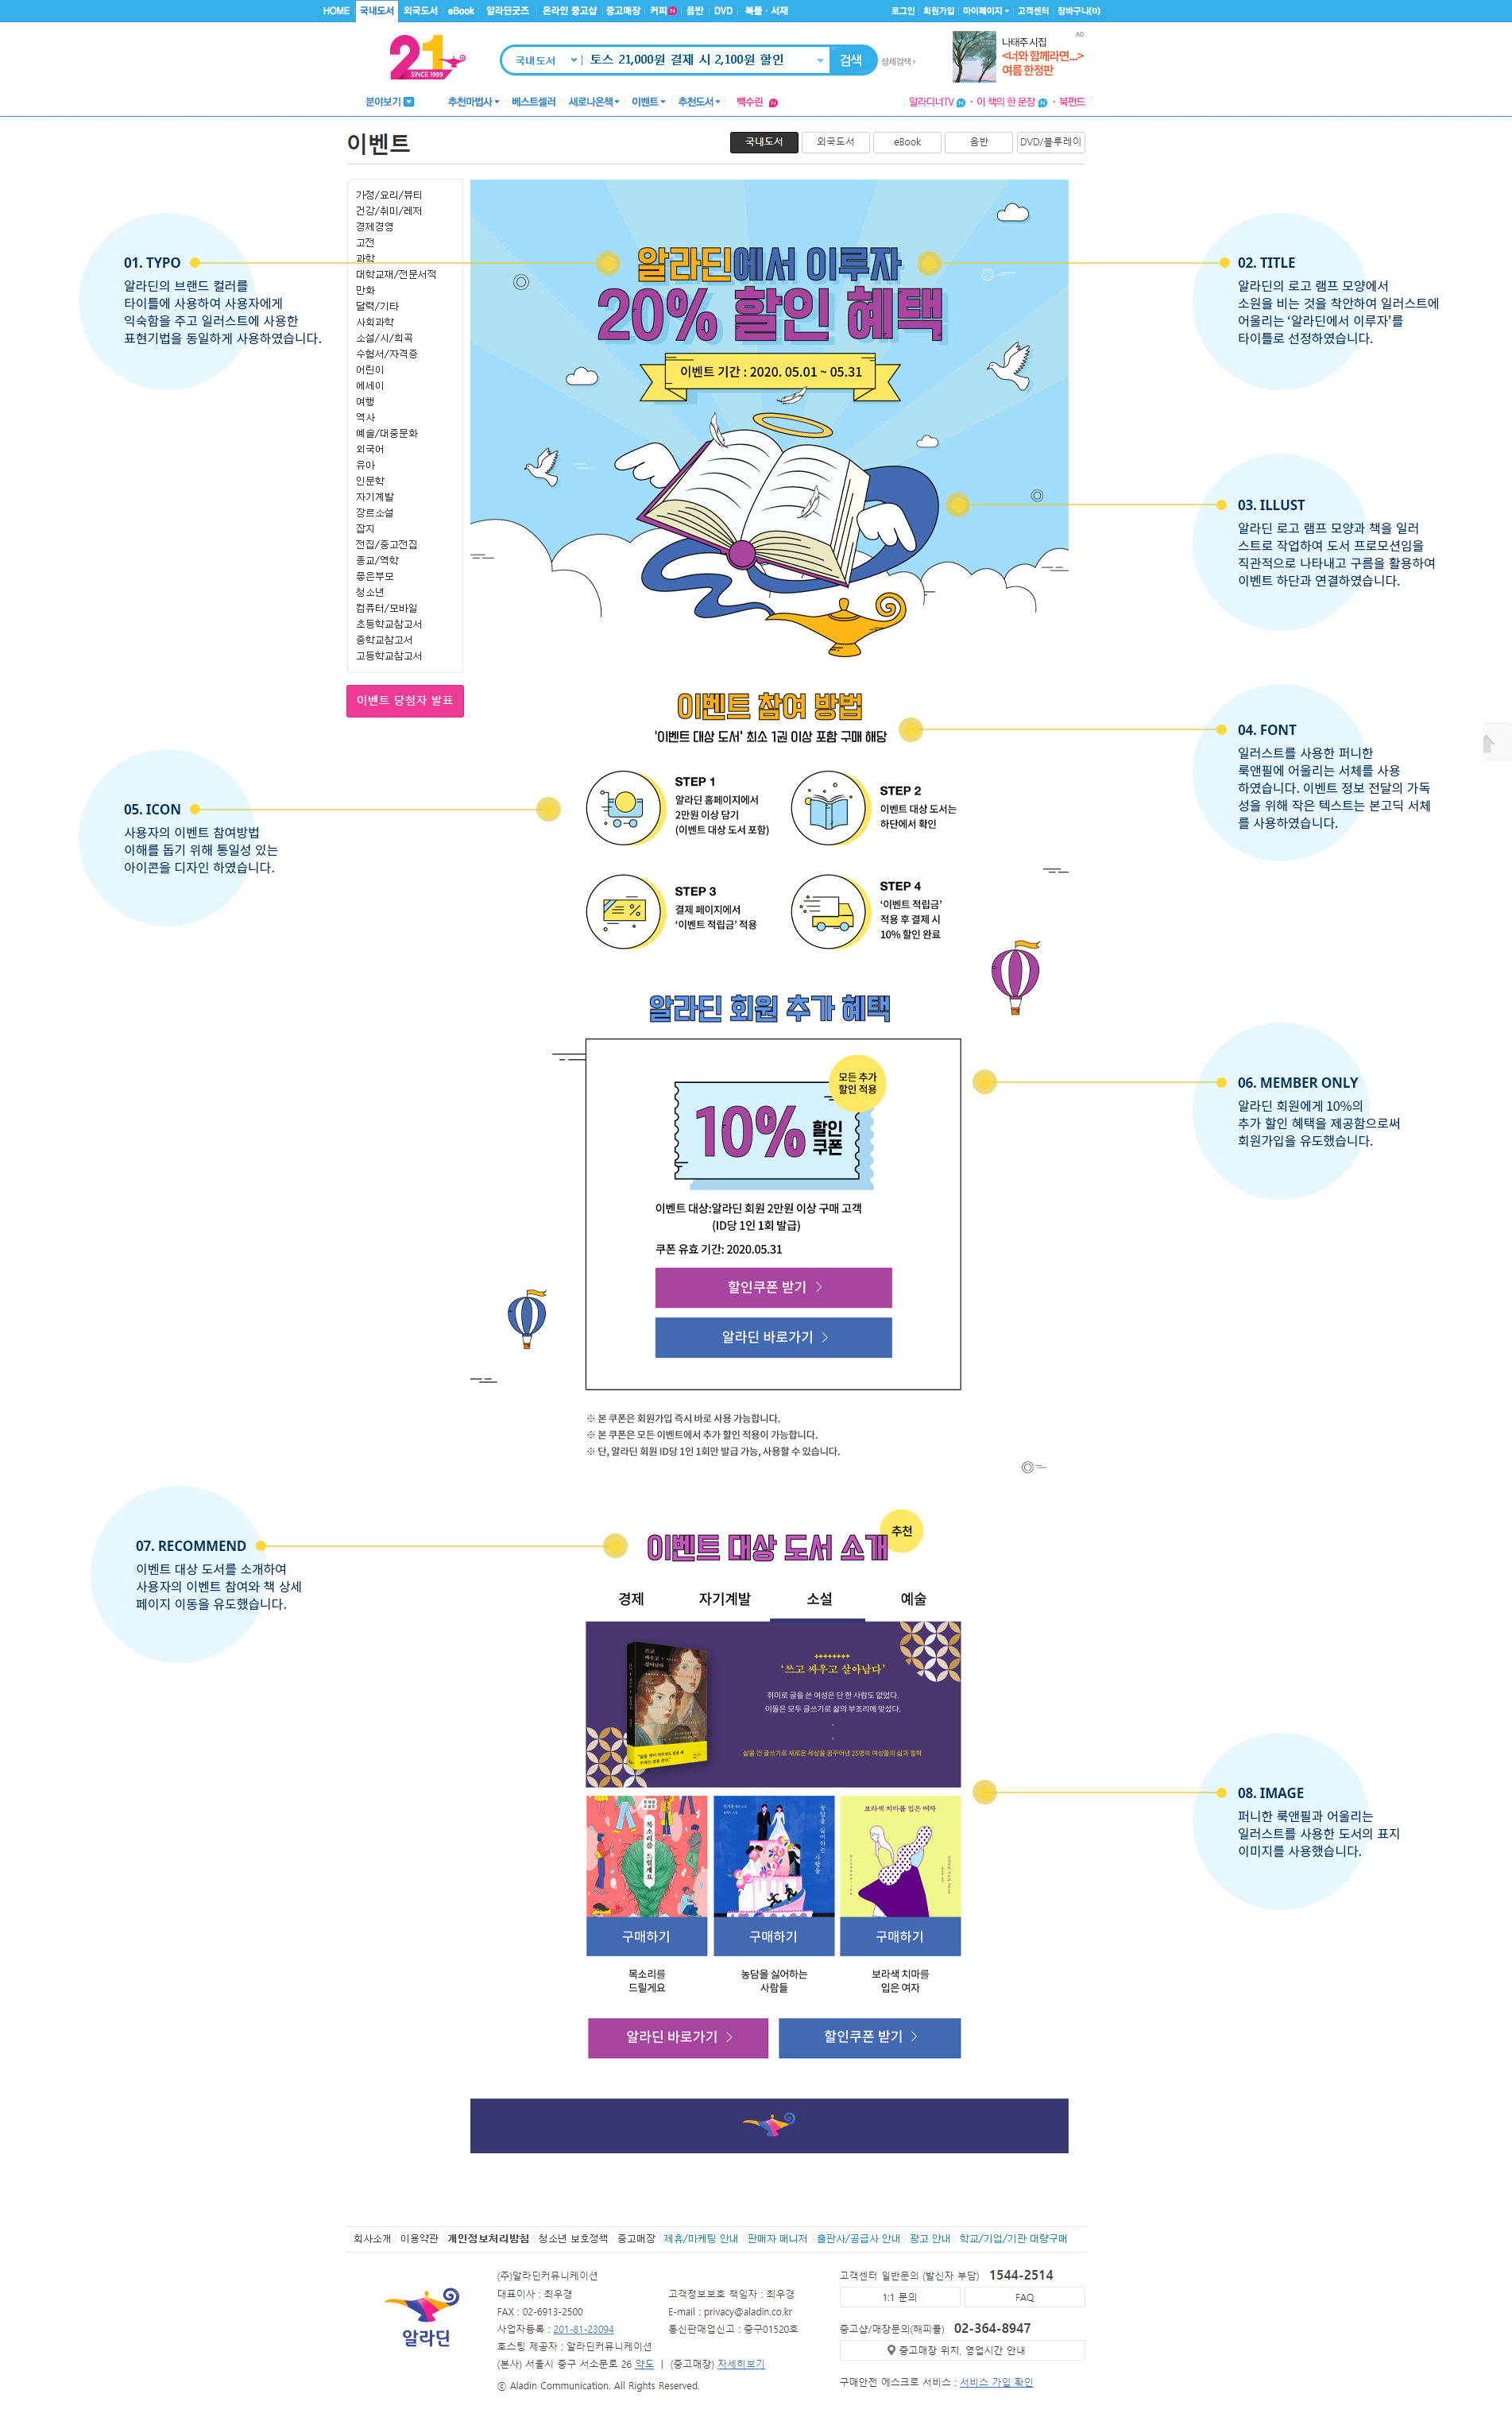 HOME 국내도서 외국도서 eBook 알라딘굿즈 온라인 중고샵 중고매장 커피 N 음반 DVD 북플·서재
로그인 회원가입 마이페이지 고객센터 장바구니(0)
21
SINCE 1999
국내도서 토스 21,000원 결제 시 2,100원 할인 검색 상세검색
AD
나태주 시집
<너와 함께라면...>
여름 한정판
분야보기 추천마법사 베스트셀러 새로나온책 이벤트 추천도서 백수린 N
알라디너TV N · 이 책의 한 문장 N · 북펀드
이벤트
국내도서 외국도서 eBook 음반 DVD/블루레이
가정/요리/뷰티
건강/취미/레저
경제경영
고전
과학
대학교재/전문서적
만화
달력/기타
사회과학
소설/시/희곡
수험서/자격증
어린이
에세이
여행
역사
예술/대중문화
외국어
유아
인문학
자기계발
장르소설
잡지
전집/중고전집
종교/역학
좋은부모
청소년
컴퓨터/모바일
초등학교참고서
중학교참고서
고등학교참고서
이벤트 당첨자 발표
알라딘에서 이루자
20% 할인 혜택
이벤트 기간 : 2020. 05.01 ~ 05.31
01. TYPO
알라딘의 브랜드 컬러를
타이틀에 사용하여 사용자에게
익숙함을 주고 일러스트에 사용한
표현기법을 동일하게 사용하였습니다.
02. TITLE
알라딘의 로고 램프 모양에서
소원을 비는 것을 착안하여 일러스트에
어울리는 ‘알라딘에서 이루자’를
타이틀로 선정하였습니다.
03. ILLUST
알라딘 로고 램프 모양과 책을 일러
스트로 작업하여 도서 프로모션임을
직관적으로 나타내고 구름을 활용하여
이벤트 하단과 연결하였습니다.
이벤트 참여 방법
'이벤트 대상 도서' 최소 1권 이상 포함 구매 해당
04. FONT
일러스트를 사용한 퍼니한
룩앤필에 어울리는 서체를 사용
하였습니다. 이벤트 정보 전달의 가독
성을 위해 작은 텍스트는 본고딕 서체
를 사용하였습니다.
05. ICON
사용자의 이벤트 참여방법
이해를 돕기 위해 통일성 있는
아이콘을 디자인 하였습니다.
STEP 1
알라딘 홈페이지에서
2만원 이상 담기
(이벤트 대상 도서 포함)
STEP 2
이벤트 대상 도서는
하단에서 확인
STEP 3
결제 페이지에서
‘이벤트 적립금’ 적용
STEP 4
‘이벤트 적립금’
적용 후 결제 시
10% 할인 완료
알라딘 회원 추가 혜택
모든 추가
할인 적용
10% 할인
쿠폰
이벤트 대상:알라딘 회원 2만원 이상 구매 고객
(ID당 1인 1회 발급)
쿠폰 유효 기간: 2020.05.31
할인쿠폰 받기 >
알라딘 바로가기 >
06. MEMBER ONLY
알라딘 회원에게 10%의
추가 할인 혜택을 제공함으로써
회원가입을 유도했습니다.
※ 본 쿠폰은 회원가입 즉시 바로 사용 가능합니다.
※ 본 쿠폰은 모든 이벤트에서 추가 할인 적용이 가능합니다.
※ 단, 알라딘 회원 ID당 1인 1회만 발급 가능, 사용할 수 있습니다.
07. RECOMMEND
이벤트 대상 도서를 소개하여
사용자의 이벤트 참여와 책 상세
페이지 이동을 유도했습니다.
이벤트 대상 도서 소개
추천
경제 자기계발 소설 예술
쓰고
싸우고
살아남다
‘쓰고 싸우고 살아남다’
취미로 글을 쓴 여성은 단 한 사람도 없었다.
이들은 모두 글쓰기로 삶의 부조리에 맞섰다.
삶을 건 글쓰기로 새로운 세상을 꿈꾸어낸 25명의 여성들의 삶과 철학
08. IMAGE
퍼니한 룩앤필과 어울리는
일러스트를 사용한 도서의 표지
이미지를 사용했습니다.
목소리를 드릴게요
농담을 싫어하는 사람들
보라색 치마를 입은 여자
구매하기 구매하기 구매하기
목소리를
드릴게요
농담을 싫어하는
사람들
보라색 치마를
입은 여자
알라딘 바로가기 >
할인쿠폰 받기 >
회사소개 이용약관 개인정보처리방침 청소년 보호정책 중고매장 제휴/마케팅 안내 판매자 매니저 출판사/공급사 안내 광고 안내 학교/기업/기관 대량구매
알라딘
(주)알라딘커뮤니케이션
대표이사 : 최우경 고객정보보호 책임자 : 최우경
FAX : 02-6913-2500 E-mail : privacy@aladin.co.kr
사업자등록 : 201-81-23094 통신판매업신고 : 중구01520호
호스팅 제공자 : 알라딘커뮤니케이션
(본사) 서울시 중구 서소문로 26 약도 | (중고매장) 자세히보기
ⓒ Aladin Communication. All Rights Reserved.
고객센터 일반문의 (발신자 부담) 1544-2514
1:1 문의 FAQ
중고샵/매장문의(해피콜) 02-364-8947
중고매장 위치, 영업시간 안내
구매안전 에스크로 서비스 : 서비스 가입 확인